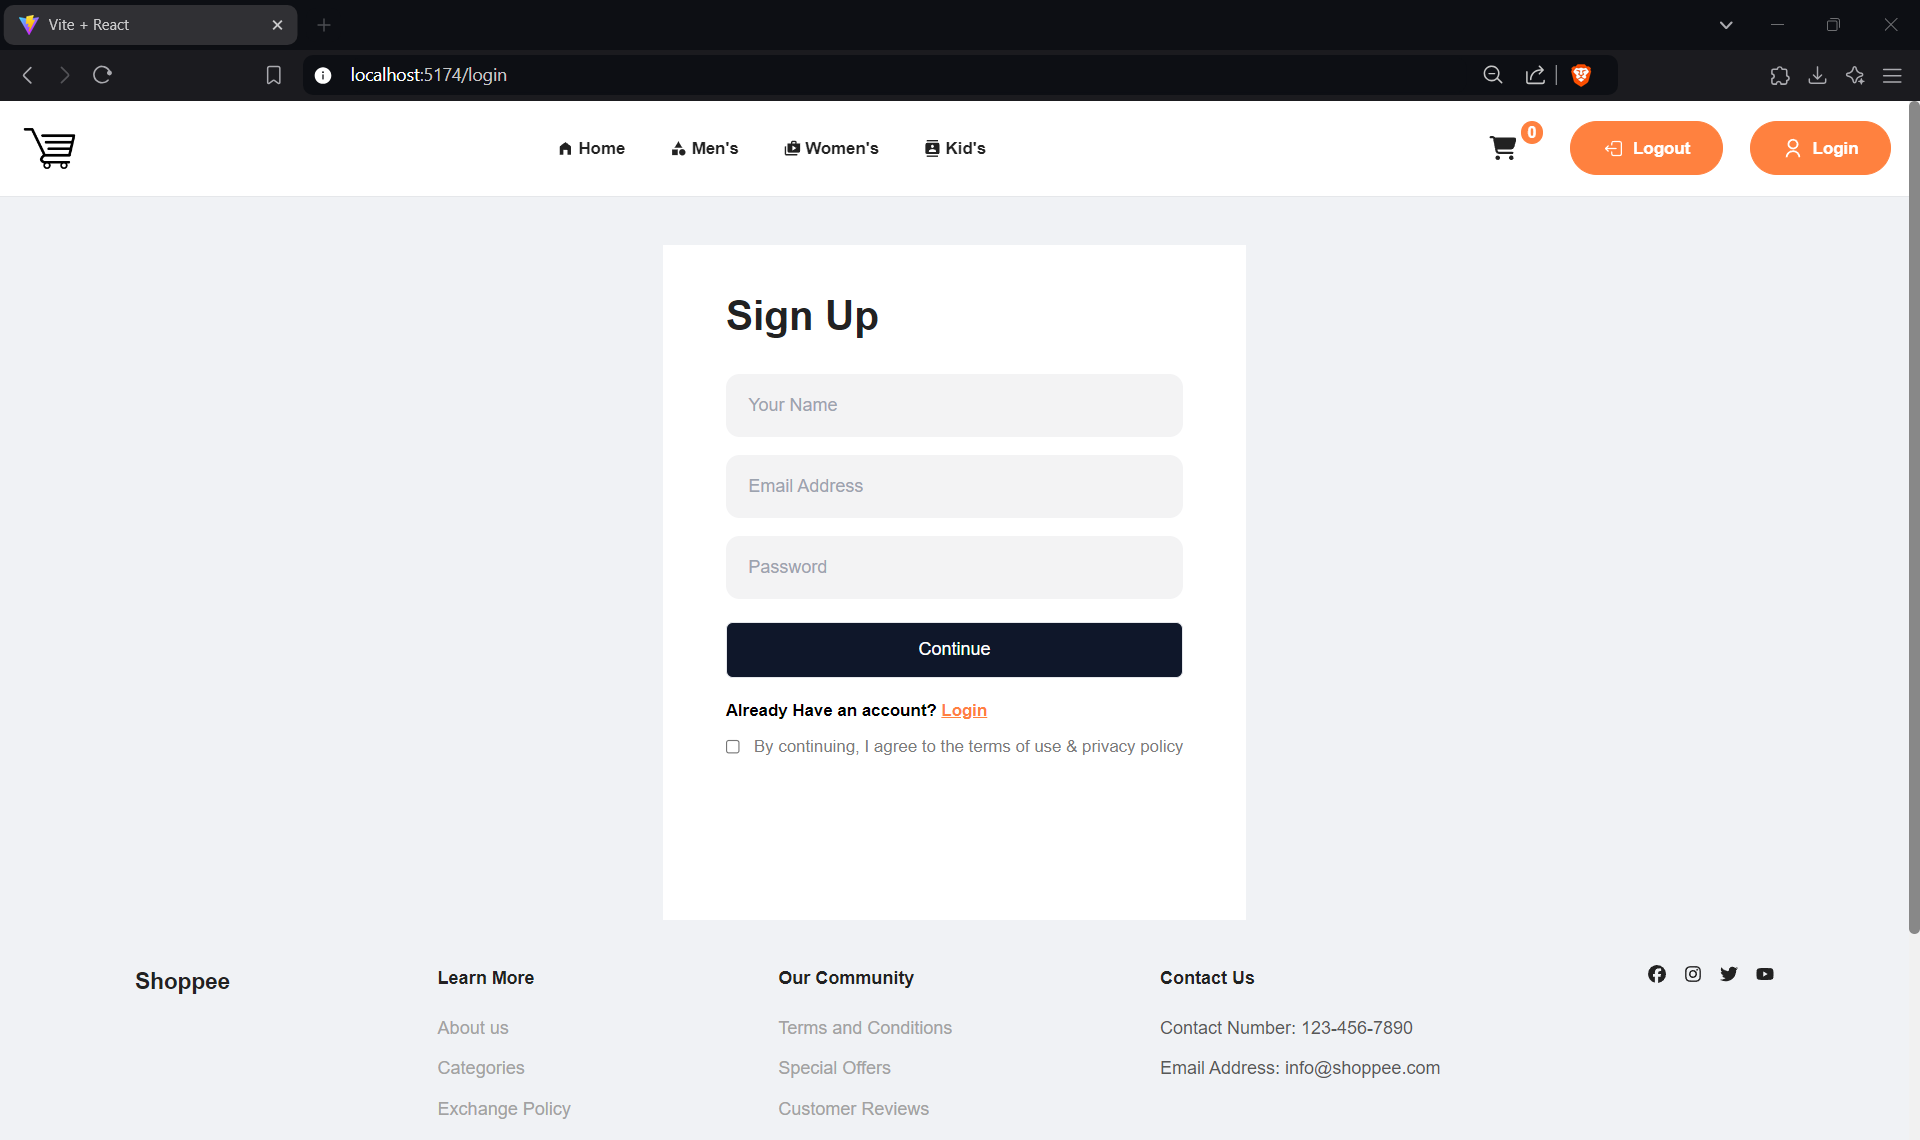 Vite + React
localhost:5174/login
Home
Men's
Women's
Kid's
0
Logout
Login
Sign Up
Your Name
Email Address
Password
Continue
Already Have an account? Login
By continuing, I agree to the terms of use & privacy policy
Shoppee
Learn More
About us
Categories
Exchange Policy
Our Community
Terms and Conditions
Special Offers
Customer Reviews
Contact Us
Contact Number: 123-456-7890
Email Address: info@shoppee.com